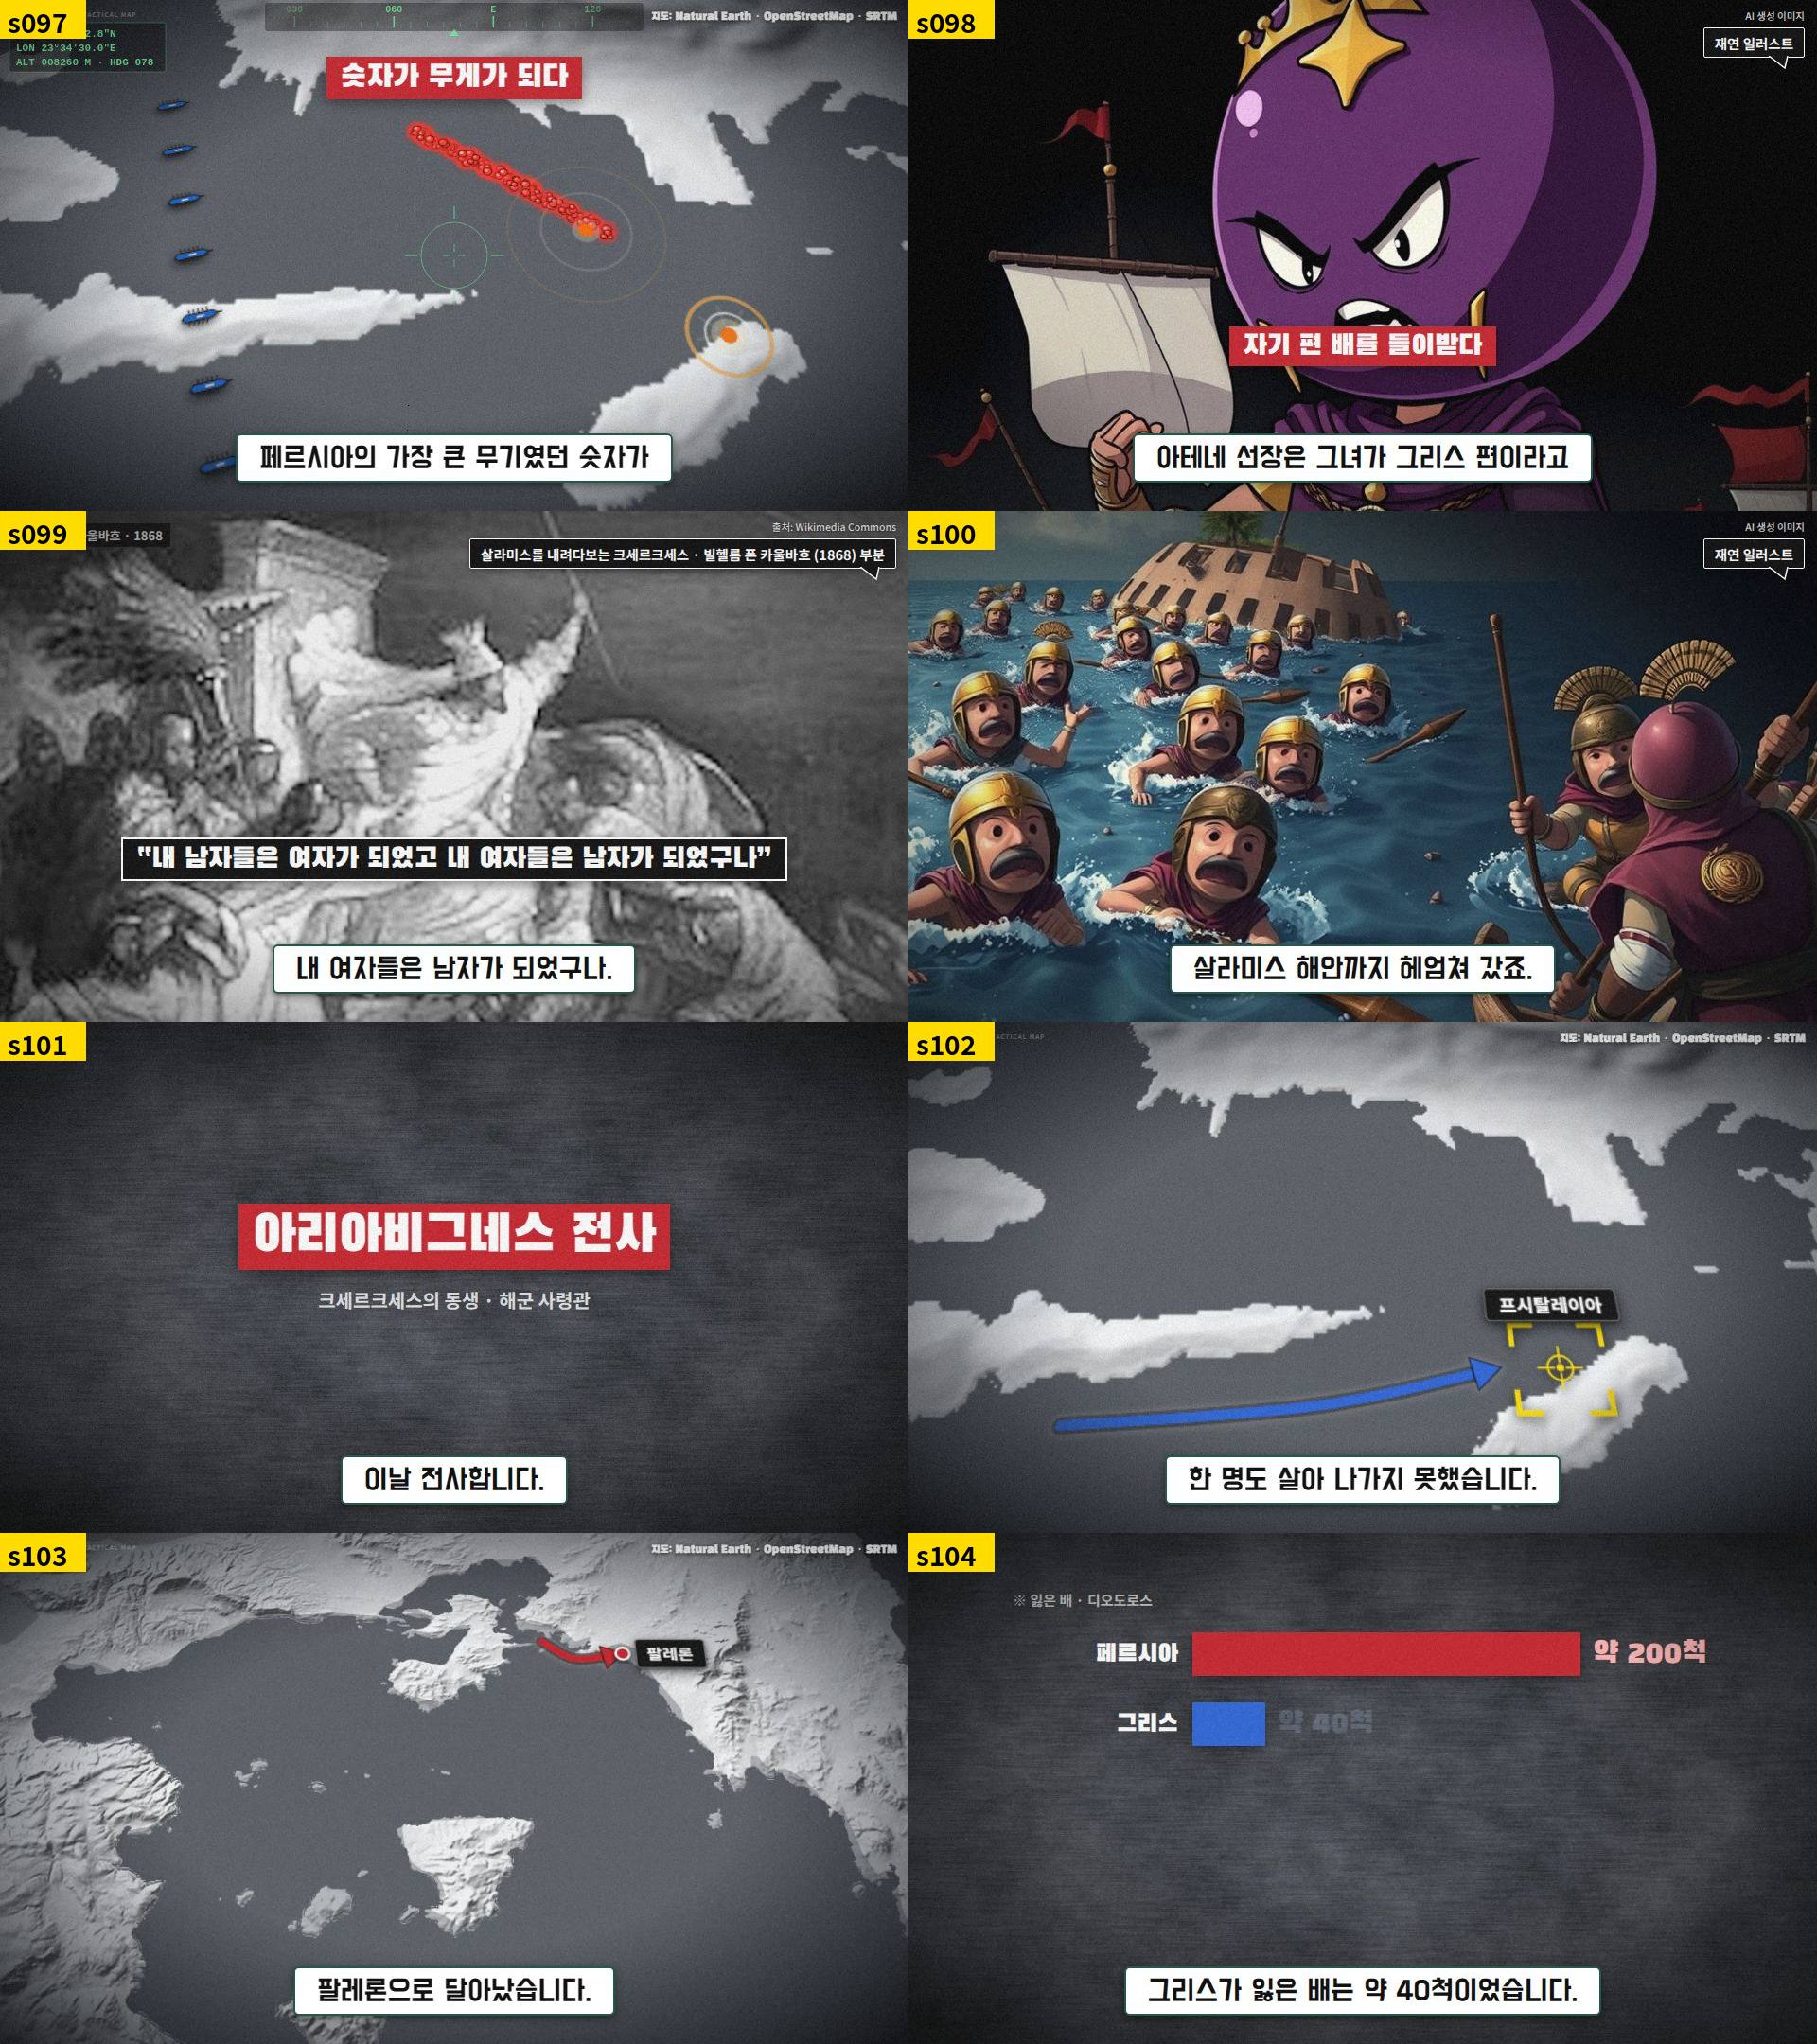 s097
TACTICAL MAP
2.8"N
LON 23°34'30.0"E
ALT 008260 M · HDG 078
030 060 E 120
지도: Natural Earth · OpenStreetMap · SRTM
숫자가 무게가 되다
페르시아의 가장 큰 무기였던 숫자가
s098
AI 생성 이미지
재연 일러스트
자기 편 배를 들이받다
아테네 선장은 그녀가 그리스 편이라고
s099
울바흐 · 1868
출처: Wikimedia Commons
살라미스를 내려다보는 크세르크세스 · 빌헬름 폰 카울바흐 (1868) 부분
“내 남자들은 여자가 되었고 내 여자들은 남자가 되었구나”
내 여자들은 남자가 되었구나.
s100
AI 생성 이미지
재연 일러스트
살라미스 해안까지 헤엄쳐 갔죠.
s101
아리아비그네스 전사
크세르크세스의 동생 · 해군 사령관
이날 전사합니다.
s102
ACTICAL MAP
지도: Natural Earth · OpenStreetMap · SRTM
프시탈레이아
한 명도 살아 나가지 못했습니다.
s103
ACTICAL MAP
지도: Natural Earth · OpenStreetMap · SRTM
팔레론
팔레론으로 달아났습니다.
s104
※ 잃은 배 · 디오도로스
페르시아 약 200척
그리스 약 40척
그리스가 잃은 배는 약 40척이었습니다.